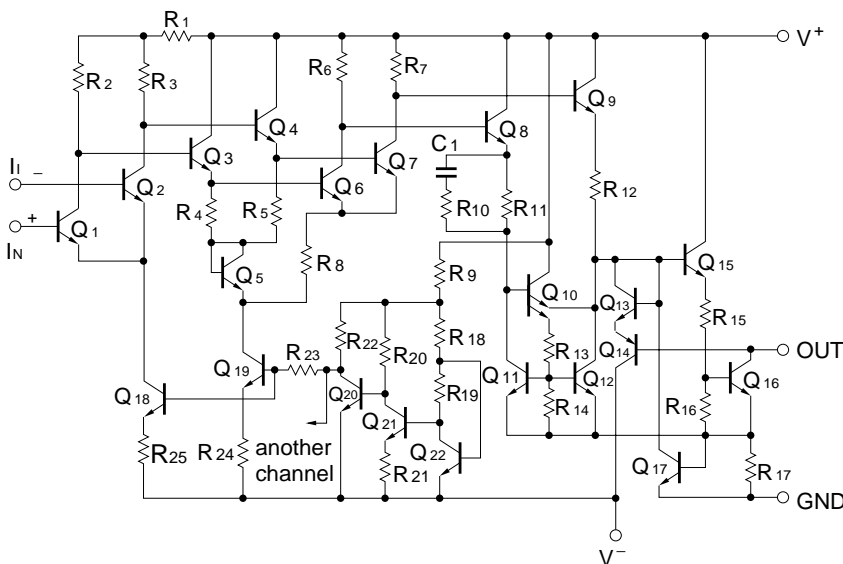 R1
V+
R2
R3
R6
R7
Q9
Q4
Q8
Q3
C1
Q7
II −
Q2
Q6
R12
R4
R5
R10
R11
IN +
Q1
R8
Q5
R9
Q10
Q15
Q13
R22
R18
R13
R15
Q14
OUT
Q19
R23
R20
Q11
Q12
Q16
Q18
Q20
R19
R14
R16
Q21
Q22
R25
R24
another
channel
R21
Q17
R17
GND
V−